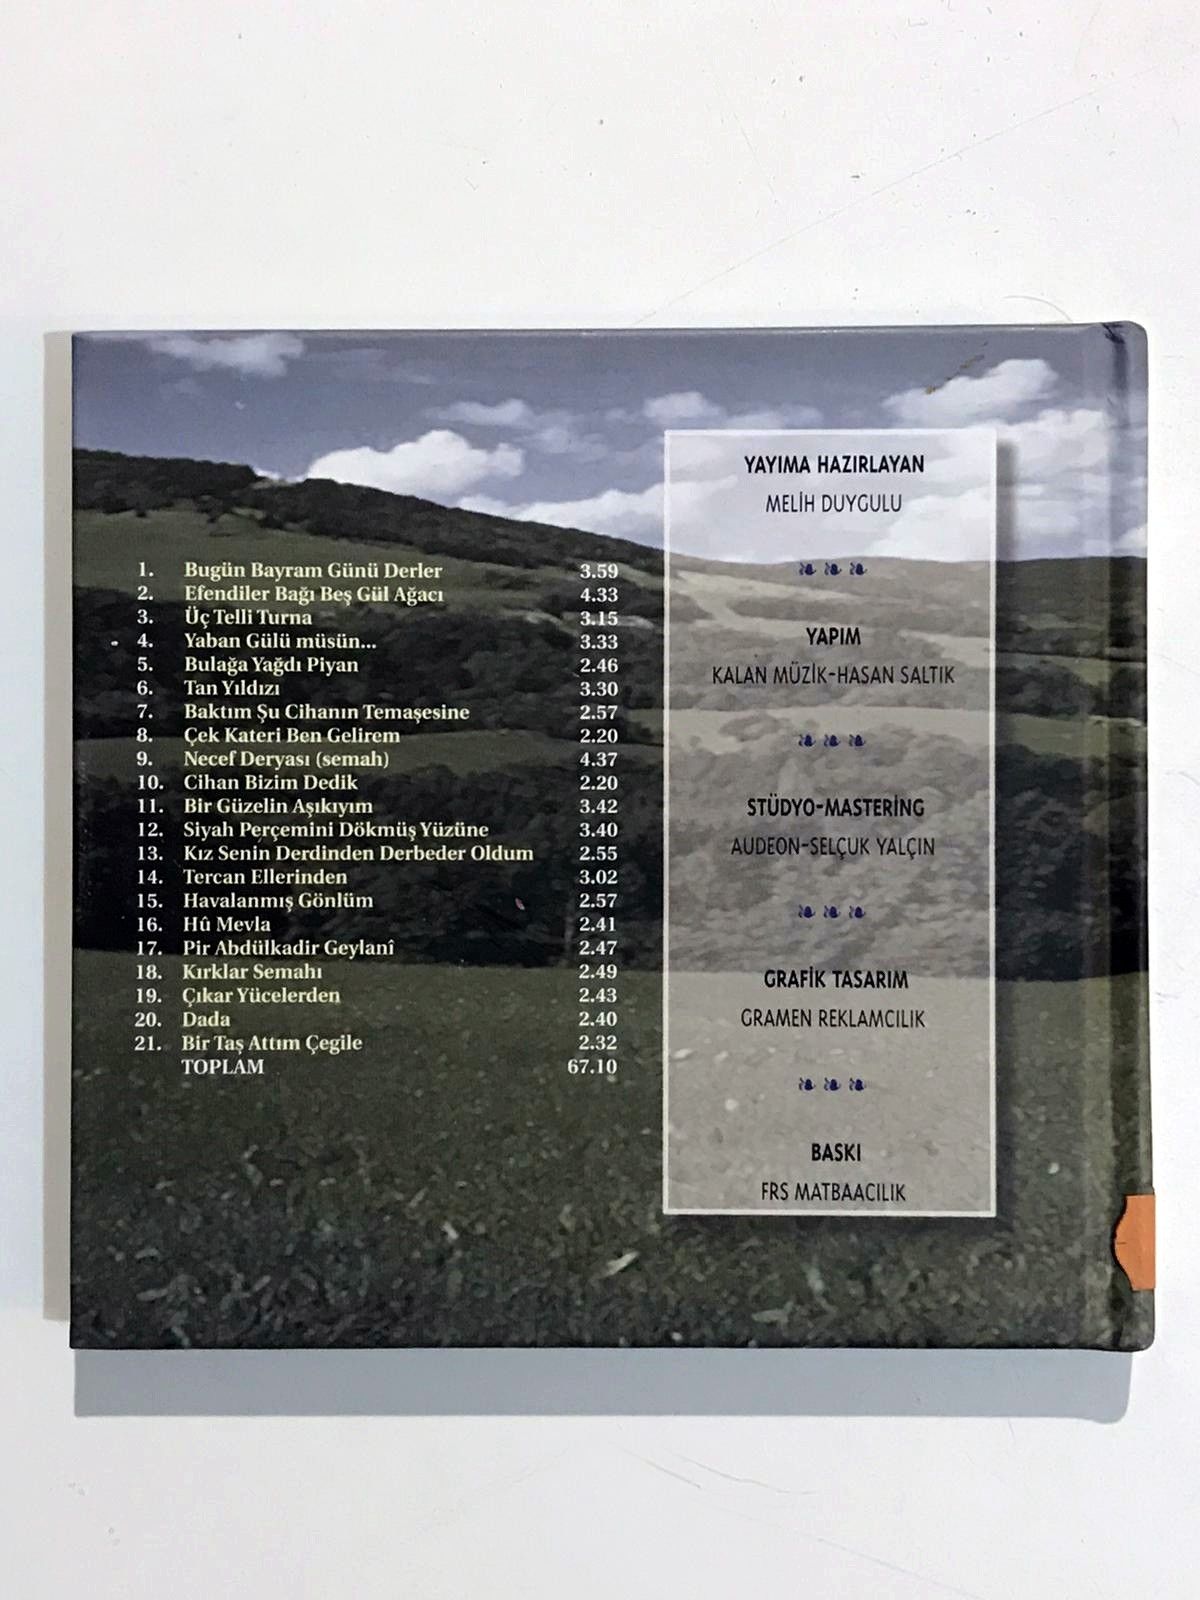 1. Bugün Bayram Günü Derler 3.59
2. Efendiler Bağı Beş Gül Ağacı 4.33
3. Üç Telli Turna 3.15
4. Yaban Gülü müsün... 3.33
5. Bulağa Yağdı Piyan 2.46
6. Tan Yıldızı 3.30
7. Baktım Şu Cihanın Temaşesine 2.57
8. Çek Kateri Ben Gelirem 2.20
9. Necef Deryası (semah) 4.37
10. Cihan Bizim Dedik 2.20
11. Bir Güzelin Aşıkıyım 3.42
12. Siyah Perçemini Dökmüş Yüzüne 3.40
13. Kız Senin Derdinden Derbeder Oldum 2.55
14. Tercan Ellerinden 3.02
15. Havalanmış Gönlüm 2.57
16. Hû Mevla 2.41
17. Pir Abdülkadir Geylanî 2.47
18. Kırklar Semahı 2.49
19. Çıkar Yücelerden 2.43
20. Dada 2.40
21. Bir Taş Attım Çegile 2.32
TOPLAM 67.10
YAYIMA HAZIRLAYAN
MELİH DUYGULU
YAPIM
KALAN MÜZİK-HASAN SALTIK
STÜDYO-MASTERİNG
AUDEON-SELÇUK YALÇIN
GRAFİK TASARIM
GRAMEN REKLAMCILIK
BASKI
FRS MATBAACILIK